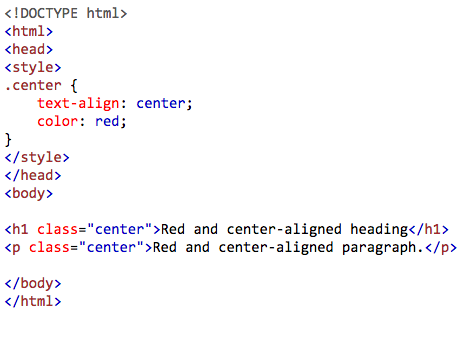 <!DOCTYPE html>
<html>
<head>
<style>
.center {
    text-align: center;
    color: red;
}
</style>
</head>
<body>

<h1 class="center">Red and center-aligned heading</h1>
<p class="center">Red and center-aligned paragraph.</p>

</body>
</html>